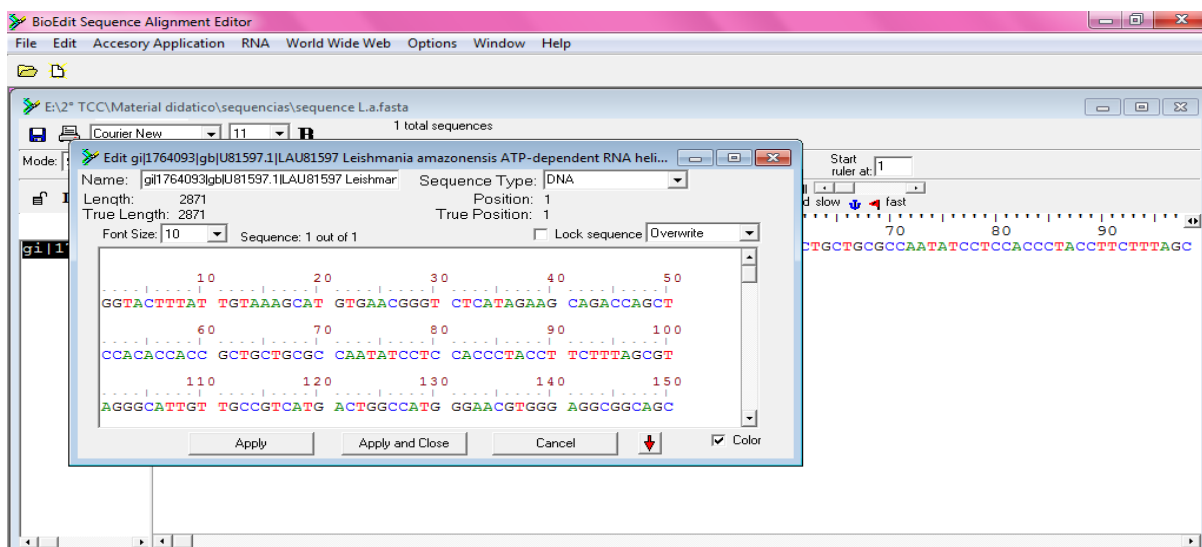 BioEdit Sequence Alignment Editor
File Edit Accesory Application RNA World Wide Web Options Window Help
E:\2° TCC\Material didatico\sequencias\sequence L.a.fasta
Courier New 11 B 1 total sequences
Mode:
Edit gi|1764093|gb|U81597.1|LAU81597 Leishmania amazonensis ATP-dependent RNA heli...
Start
ruler at: 1
Name: gi|1764093|gb|U81597.1|LAU81597 Leishmar Sequence Type: DNA
Length: 2871 Position: 1
True Length: 2871 True Position: 1
d slow fast
Font Size: 10 Sequence: 1 out of 1 Lock sequence Overwrite
70 80 90
gi|17 CTGCTGCGCCAATATCCTCCACCCTACCTTCTTTAGC
10 20 30 40 50
GGTACTTTAT TGTAAAGCAT GTGAACGGGT CTCATAGAAG CAGACCAGCT
60 70 80 90 100
CCACACCACC GCTGCTGCGC CAATATCCTC CACCCTACCT TCTTTAGCGT
110 120 130 140 150
AGGGCATTGT TGCCGTCATG ACTGGCCATG GGAACGTGGG AGGCGGCAGC
Apply Apply and Close Cancel Color